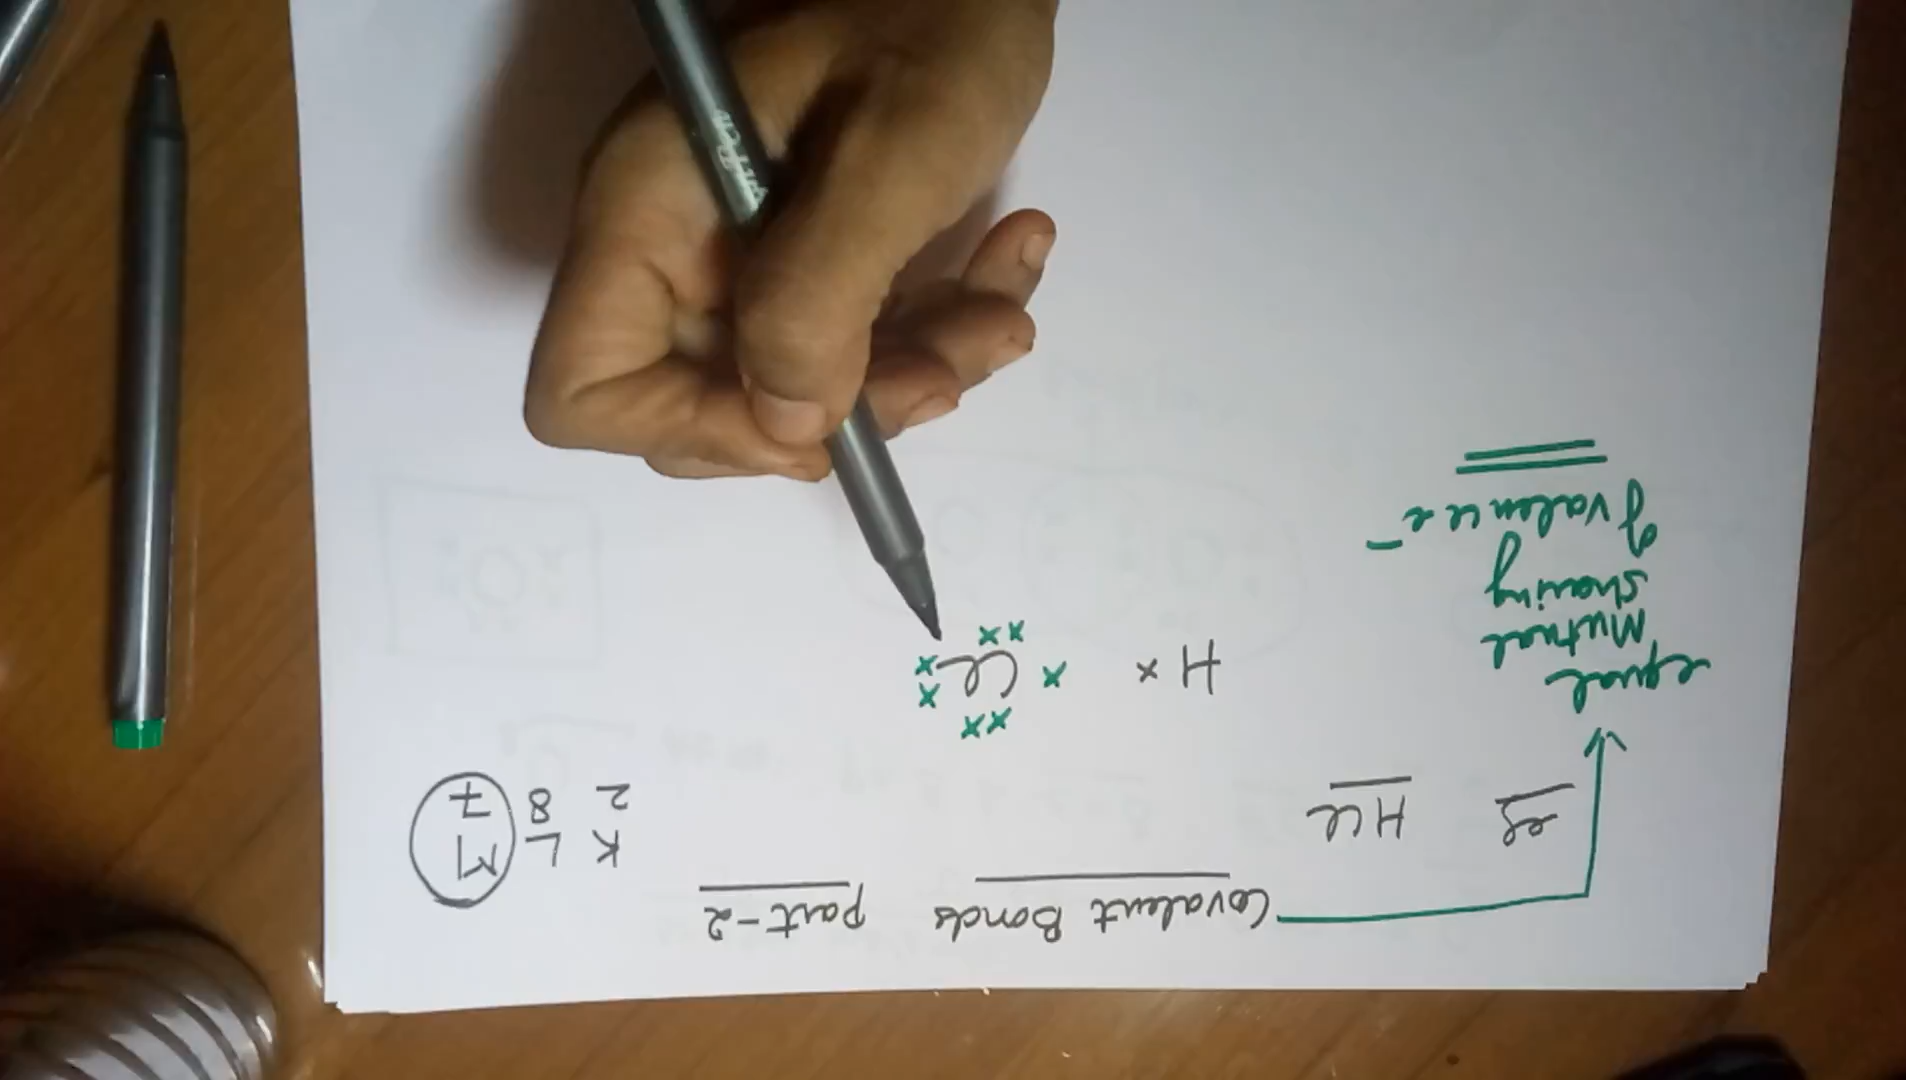 Covalent Bonds part-2
eg HCl
K L M
2 8 7
equal
Mutual
sharing
of valence e⁻
H x x Cl x x
x x
x x